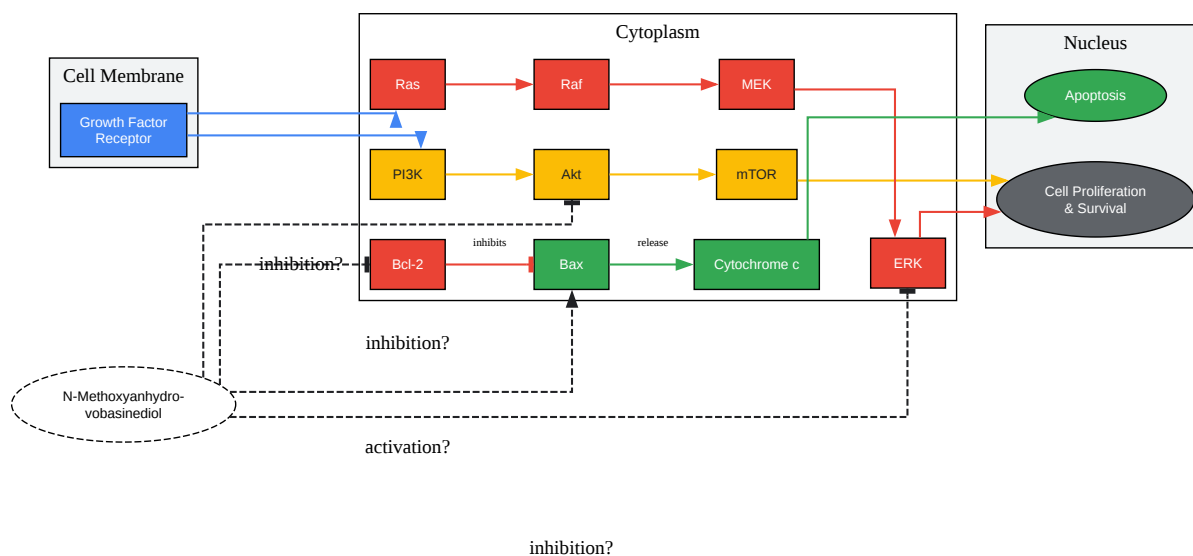 Cytoplasm
Nucleus
Cell Membrane
Ras
Raf
MEK
Apoptosis
Growth Factor
Receptor
PI3K
Akt
mTOR
Cell Proliferation
& Survival
inhibits
release
inhibition?
Bcl-2
Bax
Cytochrome c
ERK
inhibition?
N-Methoxyanhydro-
vobasinediol
activation?
inhibition?